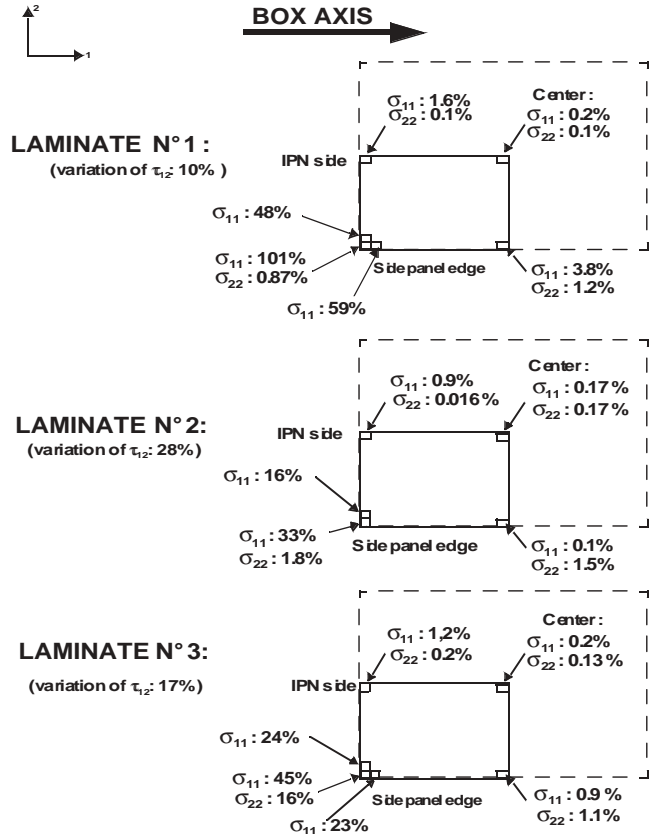 2
BOX AXIS
1
σ11 : 1.6%
σ22 : 0.1%
Center :
σ11 : 0.2%
σ22 : 0.1%
LAMINATE N°1 :
(variation of τ12: 10% )
IPN side
σ11 : 48%
σ11 : 101%
σ22 : 0.87%
Side panel edge
σ11 : 3.8%
σ22 : 1.2%
σ11 : 59%
σ11 : 0.9%
σ22 : 0.016 %
Center :
σ11 : 0.17 %
σ22 : 0.17%
LAMINATE N°2:
(variation of τ12: 28%)
IPN side
σ11 : 16%
σ11 : 33%
σ22 : 1.8%
Side panel edge
σ11 : 0.1%
σ22 : 1.5%
σ11 : 1,2%
σ22 : 0.2%
Center :
σ11 : 0.2%
σ22 : 0.13 %
LAMINATE N°3:
(variation of τ12: 17%)
IPN side
σ11 : 24%
σ11 : 45%
σ22 : 16%
Side panel edge
σ11 : 0.9 %
σ22 : 1.1%
σ11 : 23%